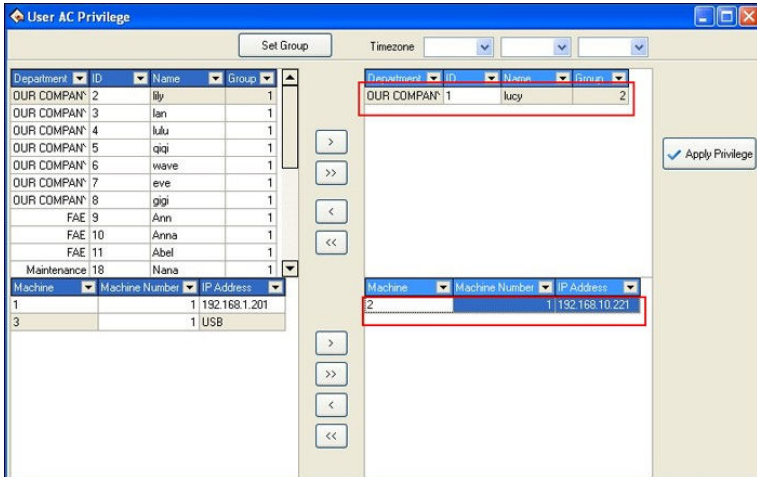 User AC Privilege
Set Group Timezone
Department ID Name Group
OUR COMPAN 2 lily 1
OUR COMPAN 3 lan 1
OUR COMPAN 4 lulu 1
OUR COMPAN 5 qiqi 1
OUR COMPAN 6 wave 1
OUR COMPAN 7 eve 1
OUR COMPAN 8 gigi 1
FAE 9 Ann 1
FAE 10 Anna 1
FAE 11 Abel 1
Maintenance 18 Nana 1
Department ID Name Group
OUR COMPAN 1 lucy 2
>
>>
<
<<
Apply Privilege
Machine Machine Number IP Address
1 1 192.168.1.201
3 1 USB
Machine Machine Number IP Address
2 1 192.168.10.221
>
>>
<
<<